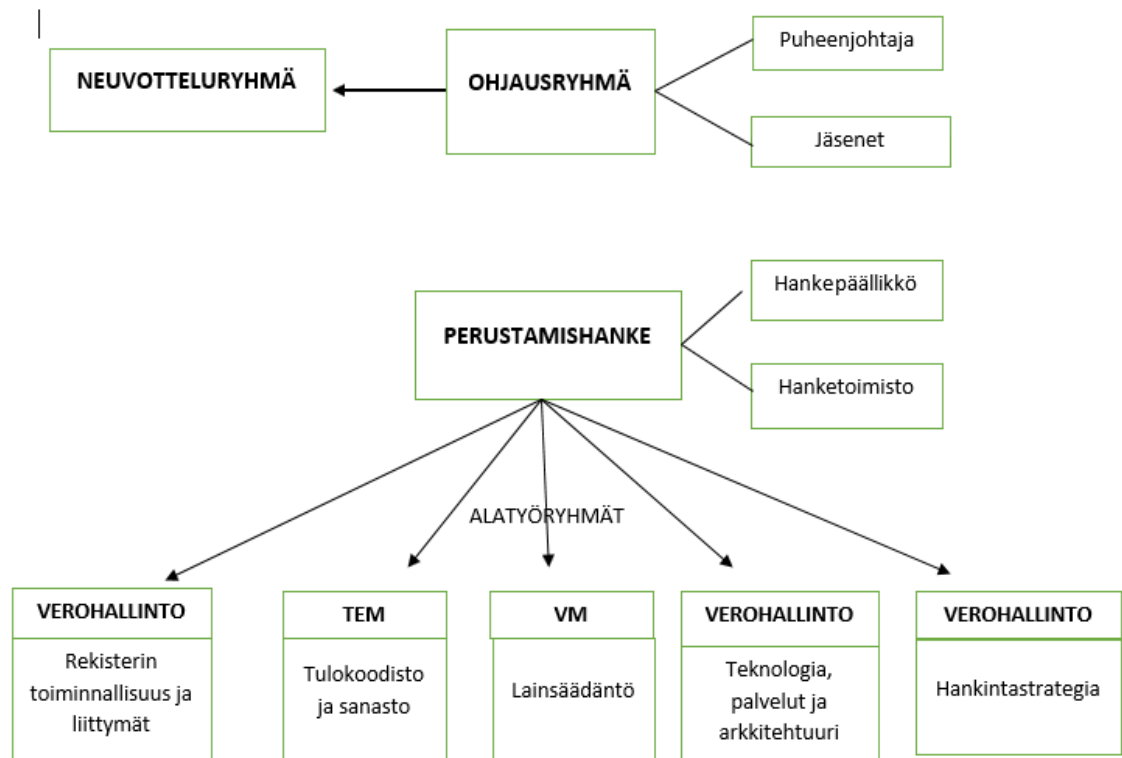 Puheenjohtaja
NEUVOTTELURYHMÄ
OHJAUSRYHMÄ
Jäsenet
Hankepäällikkö
PERUSTAMISHANKE
Hanketoimisto
ALATYÖRYHMÄT
VEROHALLINTO
Rekisterin
toiminnallisuus ja
liittymät
TEM
Tulokoodisto
ja sanasto
VM
Lainsäädäntö
VEROHALLINTO
Teknologia,
palvelut ja
arkkitehtuuri
VEROHALLINTO
Hankintastrategia